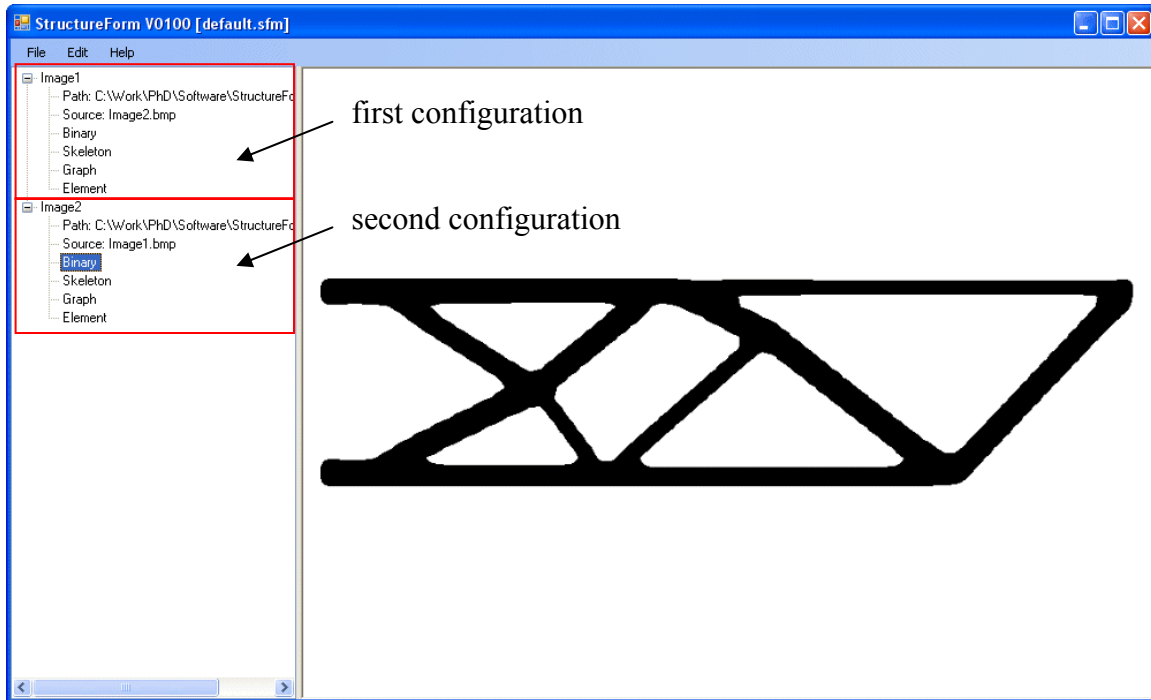 StructureForm V0100 [default.sfm]
File Edit Help
Image1
Path: C:\Work\PhD\Software\StructureFo
Source: Image2.bmp
Binary
Skeleton
Graph
Element
first configuration
Image2
Path: C:\Work\PhD\Software\StructureFo
Source: Image1.bmp
Binary
Skeleton
Graph
Element
second configuration